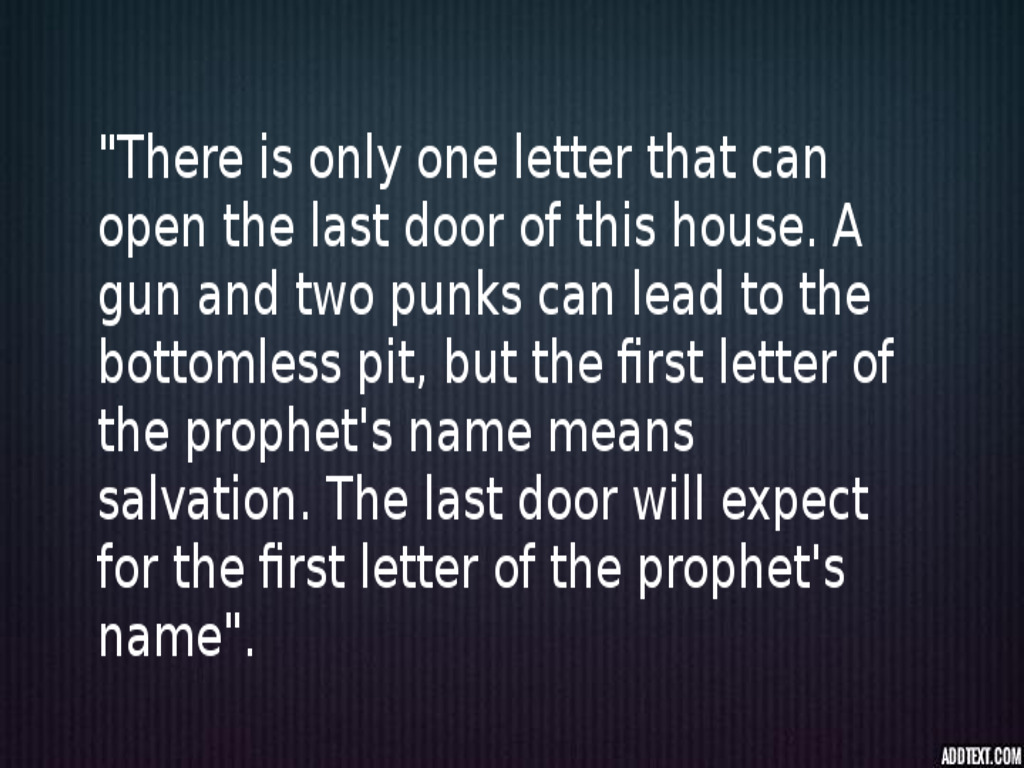 "There is only one letter that can
open the last door of this house. A
gun and two punks can lead to the
bottomless pit, but the first letter of
the prophet's name means
salvation. The last door will expect
for the first letter of the prophet's
name".
ADDTEXT.COM